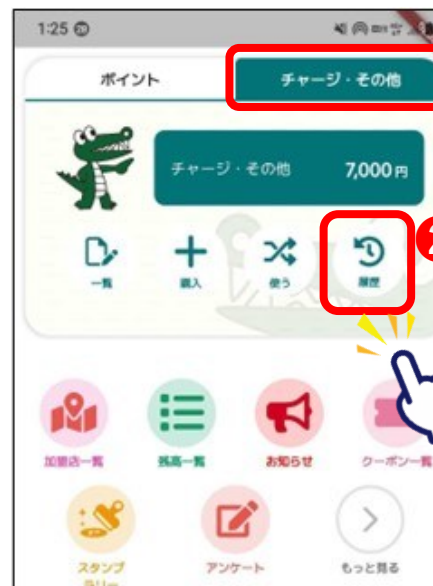 1:25
ポイント
チャージ・その他
チャージ・その他 7,000円
一覧 購入 使う 履歴
加盟店一覧 残高一覧 お知らせ クーポン一覧
スタンプ
ラリー
アンケート もっと見る